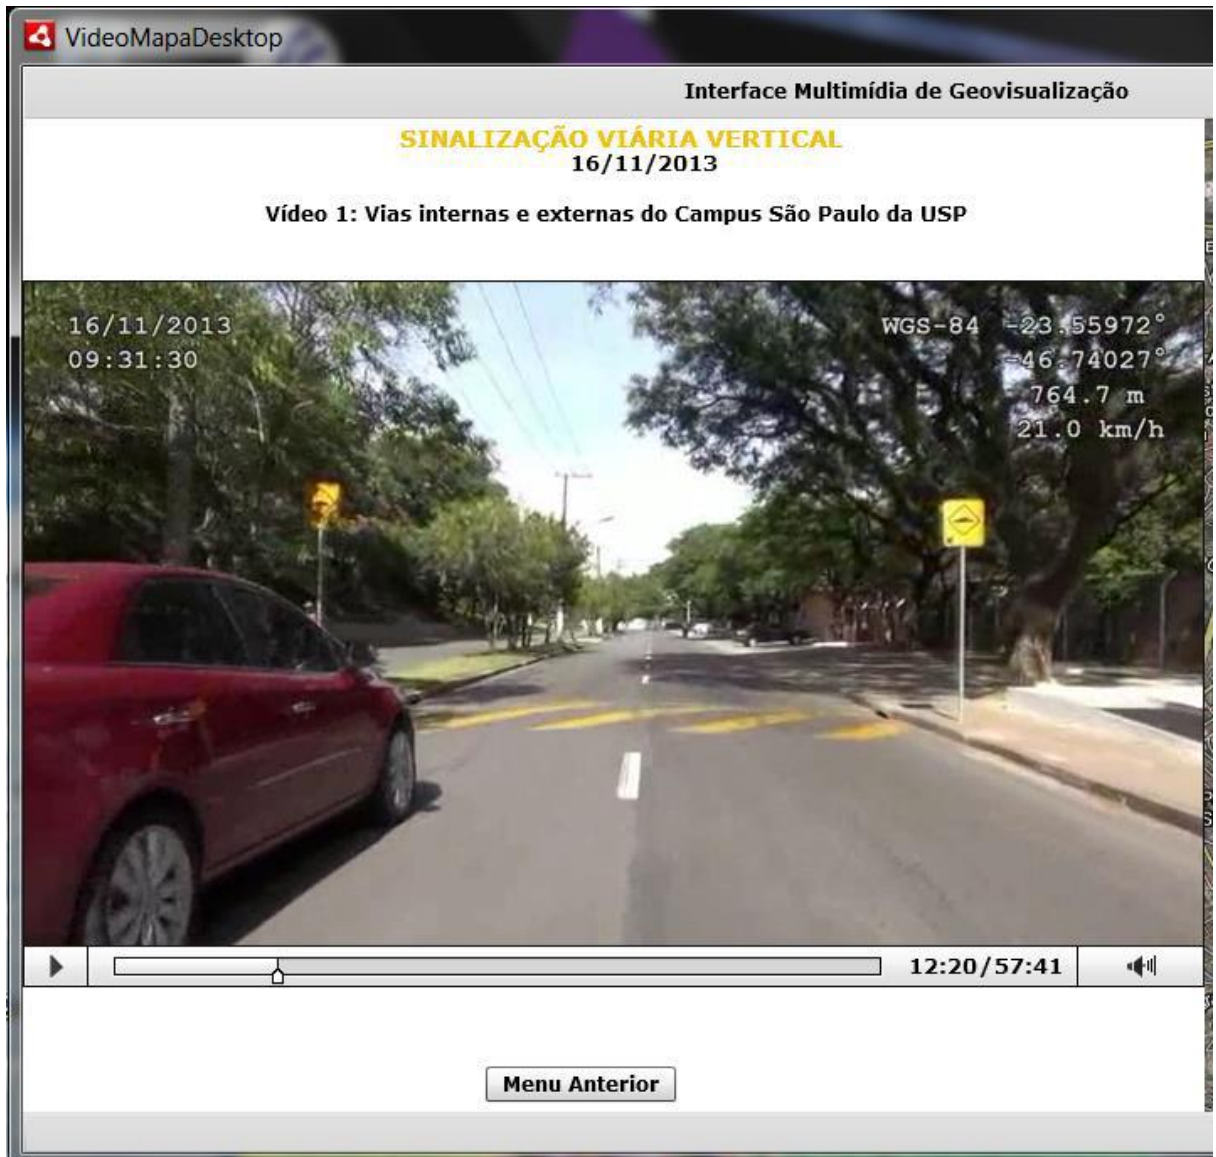 VideoMapaDesktop
Interface Multimídia de Geovisualização
SINALIZAÇÃO VIÁRIA VERTICAL
16/11/2013
Vídeo 1: Vias internas e externas do Campus São Paulo da USP
16/11/2013
09:31:30
WGS-84 -23.55972°
-46.74027°
764.7 m
21.0 km/h
12:20/57:41
Menu Anterior